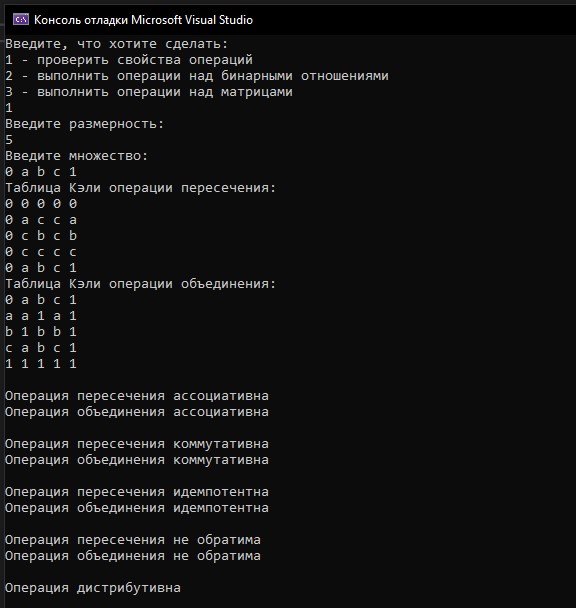 Консоль отладки Microsoft Visual Studio
Введите, что хотите сделать:
1 - проверить свойства операций
2 - выполнить операции над бинарными отношениями
3 - выполнить операции над матрицами
1
Введите размерность:
5
Введите множество:
0 a b c 1
Таблица Кэли операции пересечения:
0 0 0 0 0
0 a c c a
0 c b c b
0 c c c c
0 a b c 1
Таблица Кэли операции объединения:
0 a b c 1
a a 1 a 1
b 1 b b 1
c a b c 1
1 1 1 1 1
Операция пересечения ассоциативна
Операция объединения ассоциативна
Операция пересечения коммутативна
Операция объединения коммутативна
Операция пересечения идемпотентна
Операция объединения идемпотентна
Операция пересечения не обратима
Операция объединения не обратима
Операция дистрибутивна